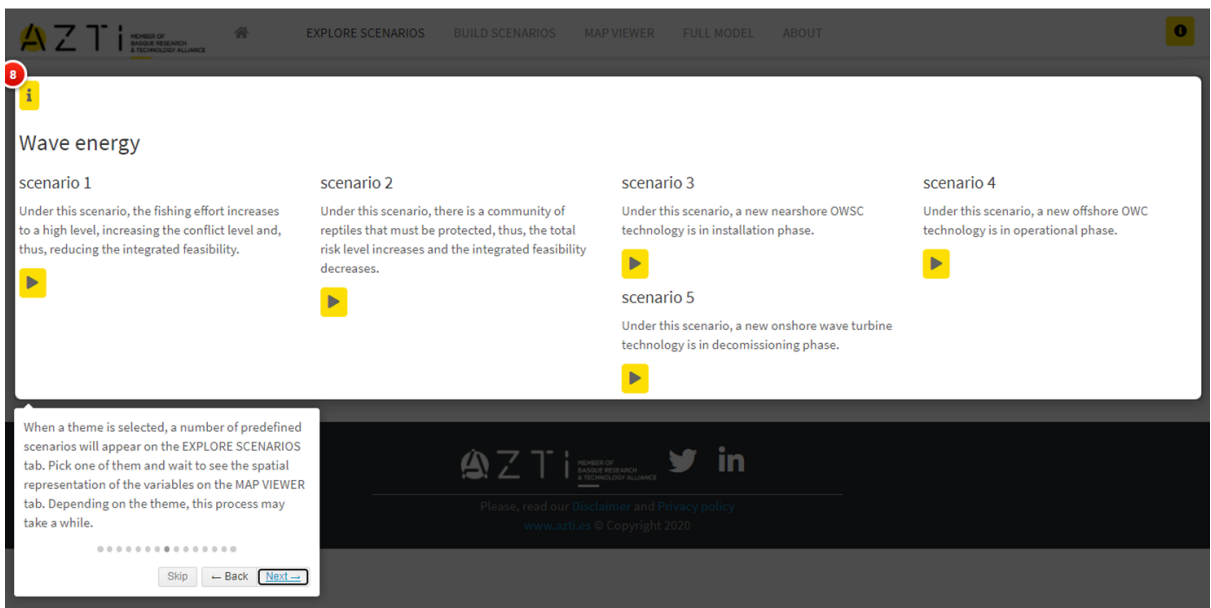 AZTi MEMBER OF
BASQUE RESEARCH
& TECHNOLOGY ALLIANCE
EXPLORE SCENARIOS BUILD SCENARIOS MAP VIEWER FULL MODEL ABOUT
8
i
Wave energy
scenario 1
Under this scenario, the fishing effort increases
to a high level, increasing the conflict level and,
thus, reducing the integrated feasibility.
scenario 2
Under this scenario, there is a community of
reptiles that must be protected, thus, the total
risk level increases and the integrated feasibility
decreases.
scenario 3
Under this scenario, a new nearshore OWSC
technology is in installation phase.
scenario 4
Under this scenario, a new offshore OWC
technology is in operational phase.
scenario 5
Under this scenario, a new onshore wave turbine
technology is in decomissioning phase.
When a theme is selected, a number of predefined
scenarios will appear on the EXPLORE SCENARIOS
tab. Pick one of them and wait to see the spatial
representation of the variables on the MAP VIEWER
tab. Depending on the theme, this process may
take a while.
Skip ← Back Next →
AZTi MEMBER OF
BASQUE RESEARCH
& TECHNOLOGY ALLIANCE
in
Please, read our Disclaimer and Privacy policy
www.azti.es © Copyright 2020